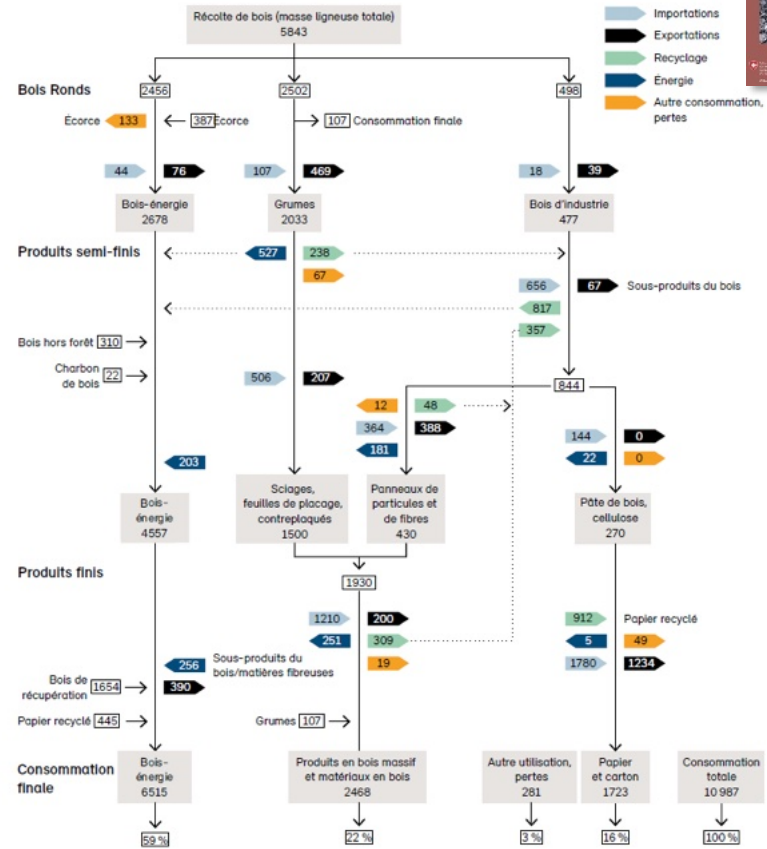 Récolte de bois (masse ligneuse totale)
5843
Importations
Exportations
Recyclage
Énergie
Autre consommation,
pertes
Bois Ronds
2456
2502
498
Écorce
133
387
Écorce
107
Consommation finale
44
76
107
469
18
39
Bois-énergie
2678
Grumes
2033
Bois d'industrie
477
Produits semi-finis
527
238
67
656
67
Sous-produits du bois
817
357
Bois hors forêt
310
Charbon
de bois
22
506
207
844
12
48
364
388
181
144
0
22
0
203
Bois-
énergie
4557
Sciages,
feuilles de placage,
contreplaqués
1500
Panneaux de
particules et
de fibres
430
Pâte de bois,
cellulose
270
Produits finis
1930
1210
200
251
309
19
912
Papier recyclé
5
49
1780
1234
256
Sous-produits du
bois/matières fibreuses
390
Bois de
récupération
1654
Papier recyclé
445
Grumes
107
Consommation
finale
Bois-
énergie
6515
Produits en bois massif
et matériaux en bois
2468
Autre utilisation,
pertes
281
Papier
et carton
1723
Consommation
totale
10 987
59 %
22 %
3 %
16 %
100 %